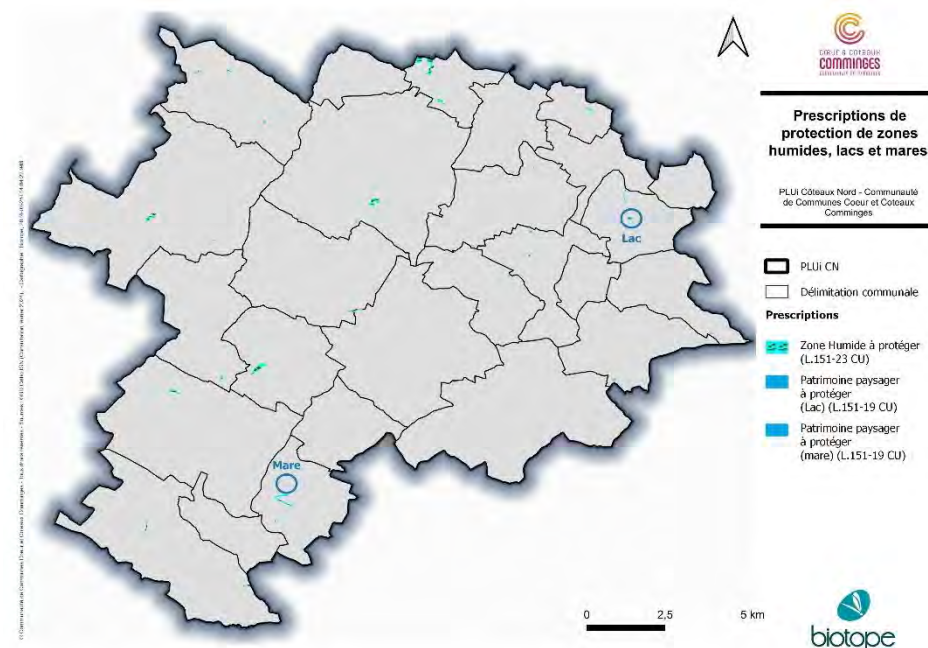 CŒUR & COTEAUX
COMMINGES
Prescriptions de
protection de zones
humides, lacs et mares
PLUi Côteaux Nord - Communauté
de Communes Coeur et Coteaux
Comminges
PLUi CN
Délimitation communale
Prescriptions
Zone Humide à protéger
(L.151-23 CU)
Patrimoine paysager
à protéger
(Lac) (L.151-19 CU)
Patrimoine paysager
à protéger
(mare) (L.151-19 CU)
Lac
Mare
0 2,5 5 km
biotope